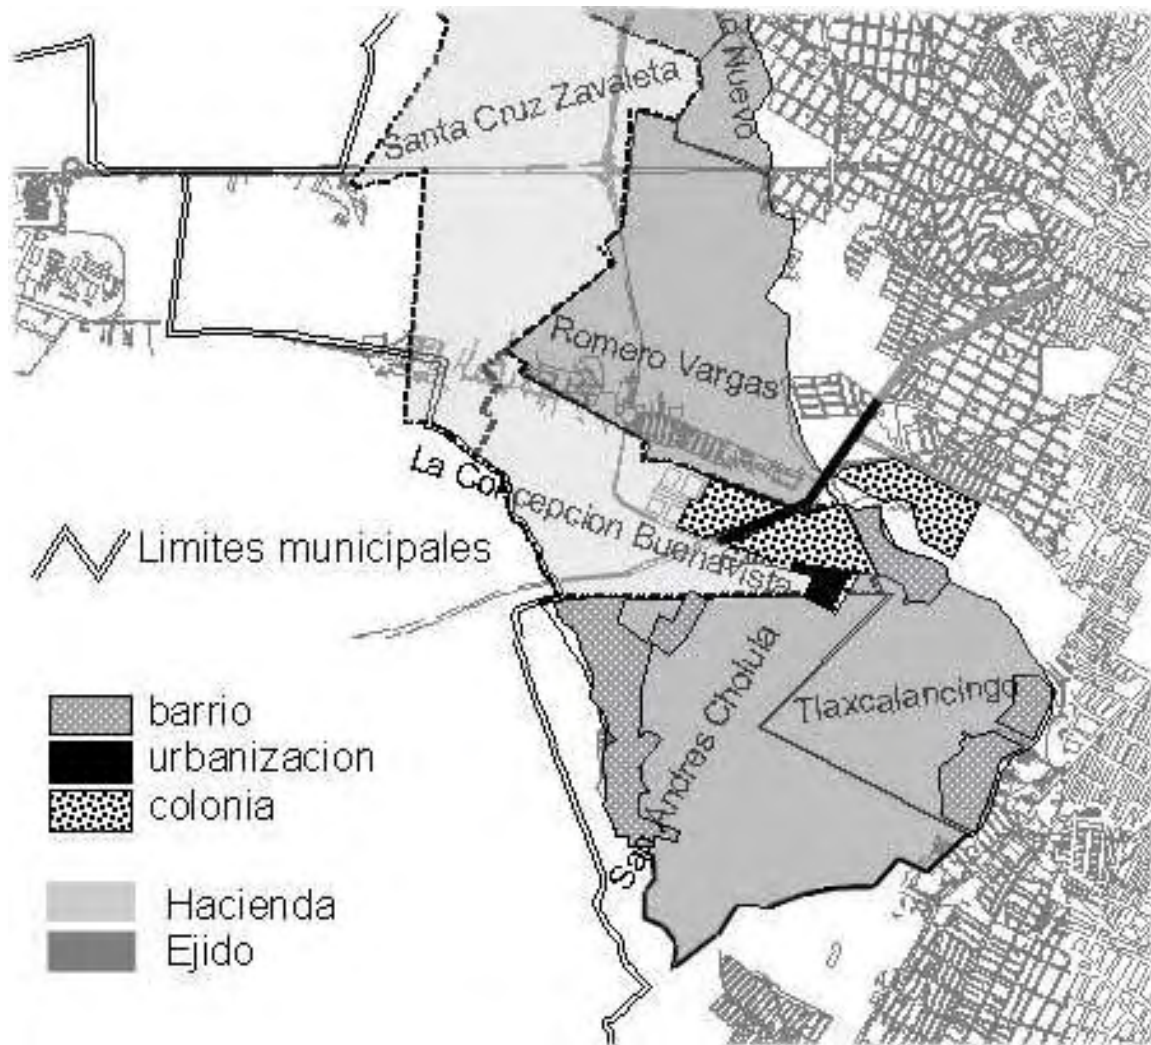 Nuevo
Santa Cruz Zavaleta
Romero Vargas
La Concepcion Buenavista
Limites municipales
San Andres Cholula
Tlaxcalancingo
barrio
urbanizacion
colonia
Hacienda
Ejido